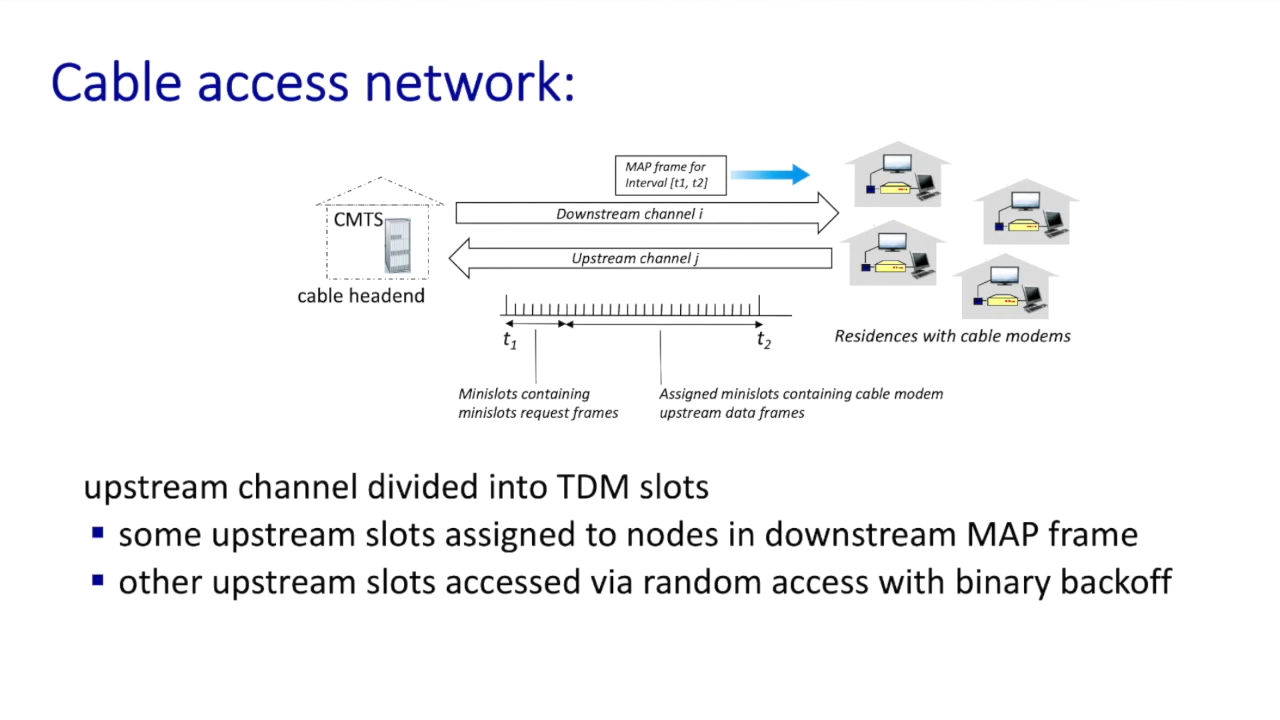 Cable access network:
MAP frame for
Interval [t1, t2]
CMTS
Downstream channel i
Upstream channel j
cable headend
t1
t2
Residences with cable modems
Minislots containing
minislots request frames
Assigned minislots containing cable modem
upstream data frames
upstream channel divided into TDM slots
▪ some upstream slots assigned to nodes in downstream MAP frame
▪ other upstream slots accessed via random access with binary backoff